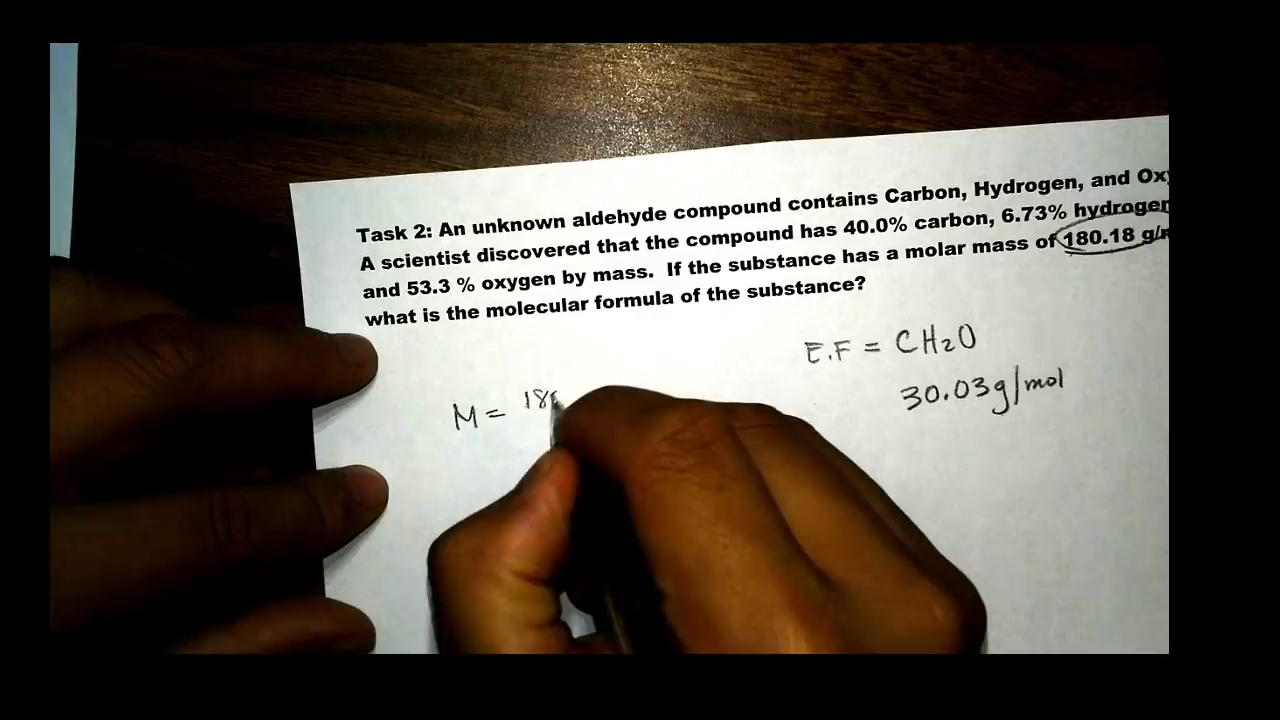 Task 2: An unknown aldehyde compound contains Carbon, Hydrogen, and Oxy
A scientist discovered that the compound has 40.0% carbon, 6.73% hydrogen
and 53.3 % oxygen by mass. If the substance has a molar mass of 180.18 g/
what is the molecular formula of the substance?
E.F = CH2O
30.03g/mol
M = 18